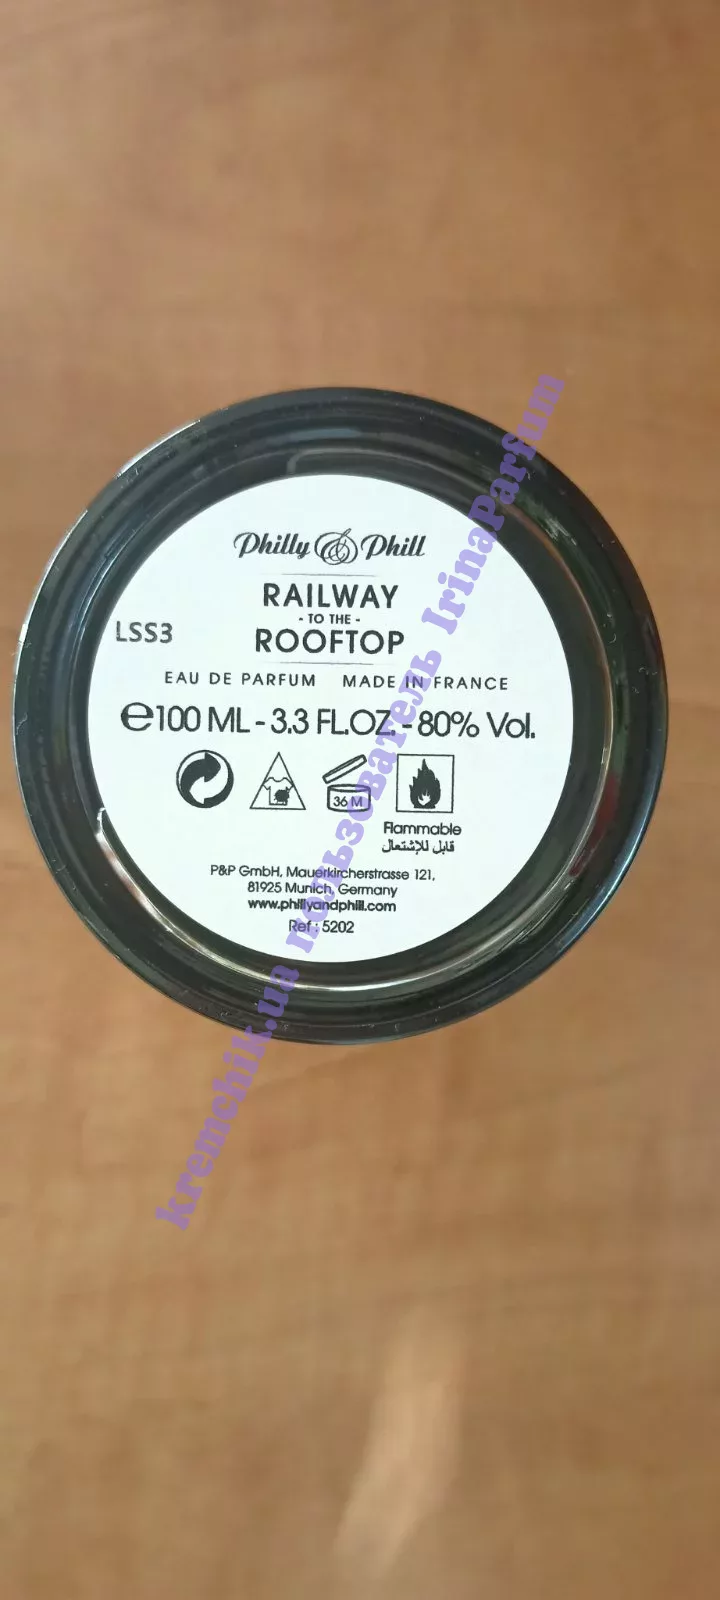 Philly & Phill
RAILWAY
- TO THE -
ROOFTOP
LSS3
EAU DE PARFUM MADE IN FRANCE
℮100 ML - 3.3 FL.OZ. - 80% Vol.
36 M
Flammable
قابل للإشتعال
P&P GmbH, Mauerkircherstrasse 121,
81925 Munich, Germany
www.phillyandphill.com
Ref : 5202
kremchik.ua пользователь IrinaParfum